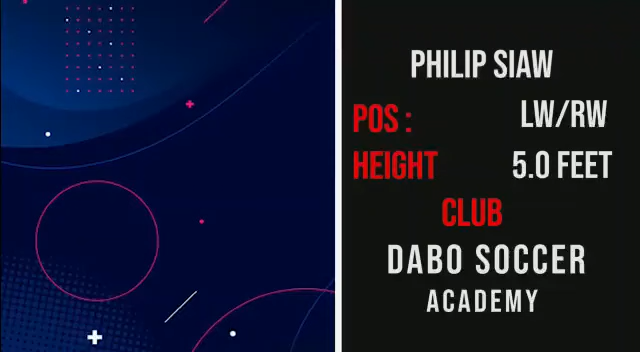 PHILIP SIAW
POS : LW/RW
HEIGHT 5.0 FEET
CLUB
DABO SOCCER
ACADEMY